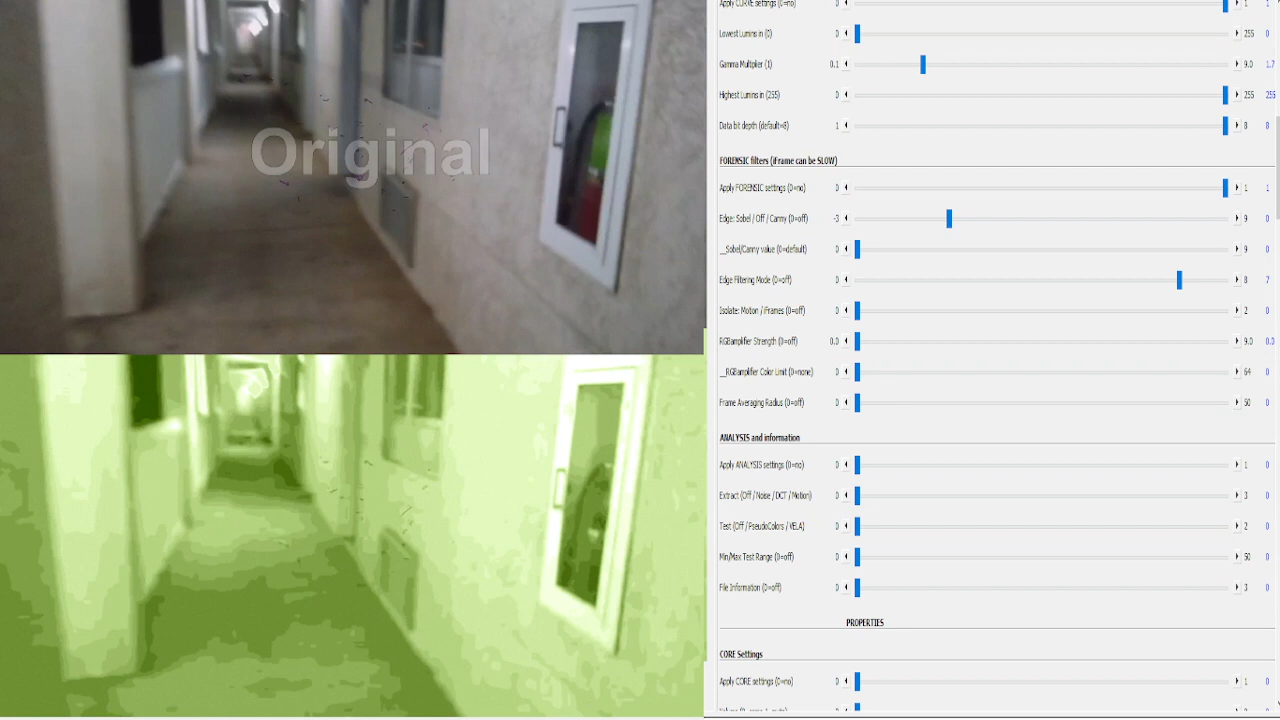 Original
Apply CURVE settings (0=no) 0 1 1
Lowest Lumins in (0) 0 255 0
Gamma Multiplier (1) 0.1 9.0 1.7
Highest Lumins in (255) 0 255 255
Data bit depth (default=8) 1 8 8
FORENSIC filters (iFrame can be SLOW)
Apply FORENSIC settings (0=no) 0 1 1
Edge: Sobel / Off / Canny (0=off) -3 9 0
__Sobel/Canny value (0=default) 0 9 0
Edge Filtering Mode (0=off) 0 8 7
Isolate: Motion / iFrames (0=off) 0 2 0
RGBamplifier Strength (0=off) 0.0 9.0 0.0
__RGBamplifier Color Limit (0=none) 0 64 0
Frame Averaging Radius (0=off) 0 50 0
ANALYSIS and information
Apply ANALYSIS settings (0=no) 0 1 0
Extract (Off / Noise / DCT / Motion) 0 3 0
Test (Off / PseudoColors / VELA) 0 2 0
Min/Max Test Range (0=off) 0 50 0
File Information (0=off) 0 3 0
PROPERTIES
CORE Settings
Apply CORE settings (0=no) 0 1 0